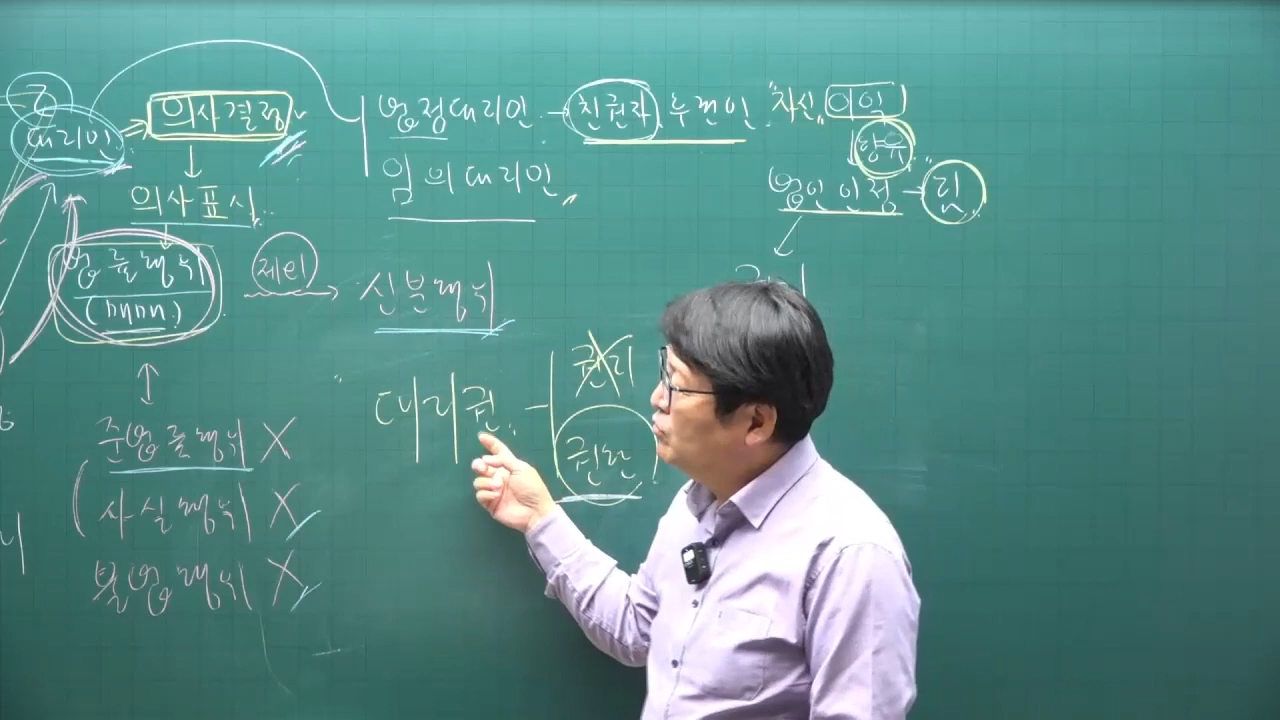 대리인
의사결정
의사표시
법률행위
(매매)
준법률행위 X
사실행위 X
불법행위 X
법정대리인 - 친권자, 후견인
임의대리인
제외 → 신분행위
대리권 - 권리
권한
"자신 이익
향유"
법인 인정 -